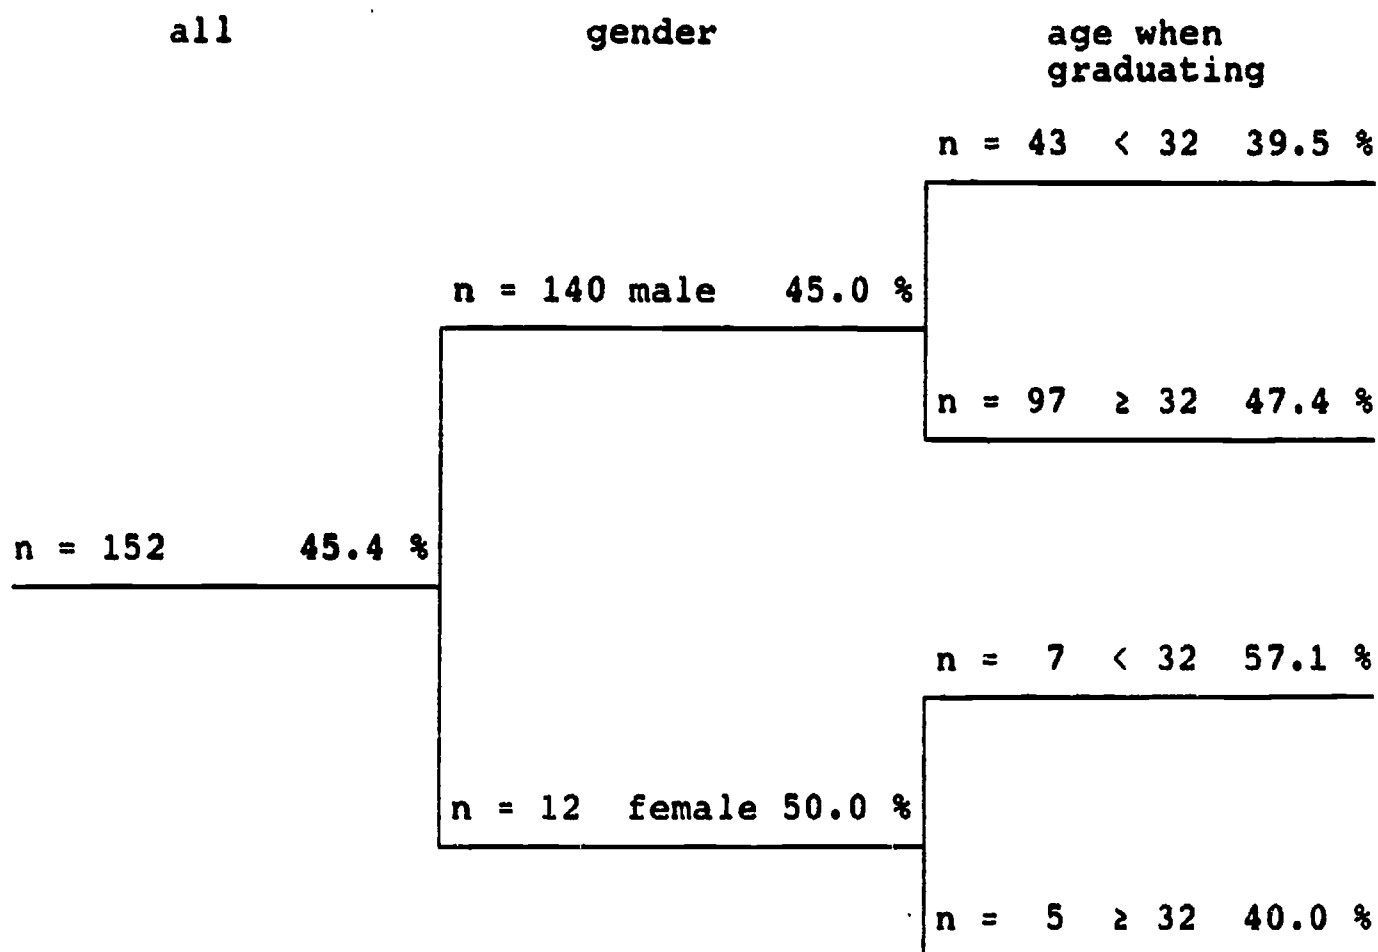 all gender age when
graduating
n = 43 < 32 39.5 %
n = 140 male 45.0 %
n = 97 ≥ 32 47.4 %
n = 152 45.4 %
n = 7 < 32 57.1 %
n = 12 female 50.0 %
n = 5 ≥ 32 40.0 %